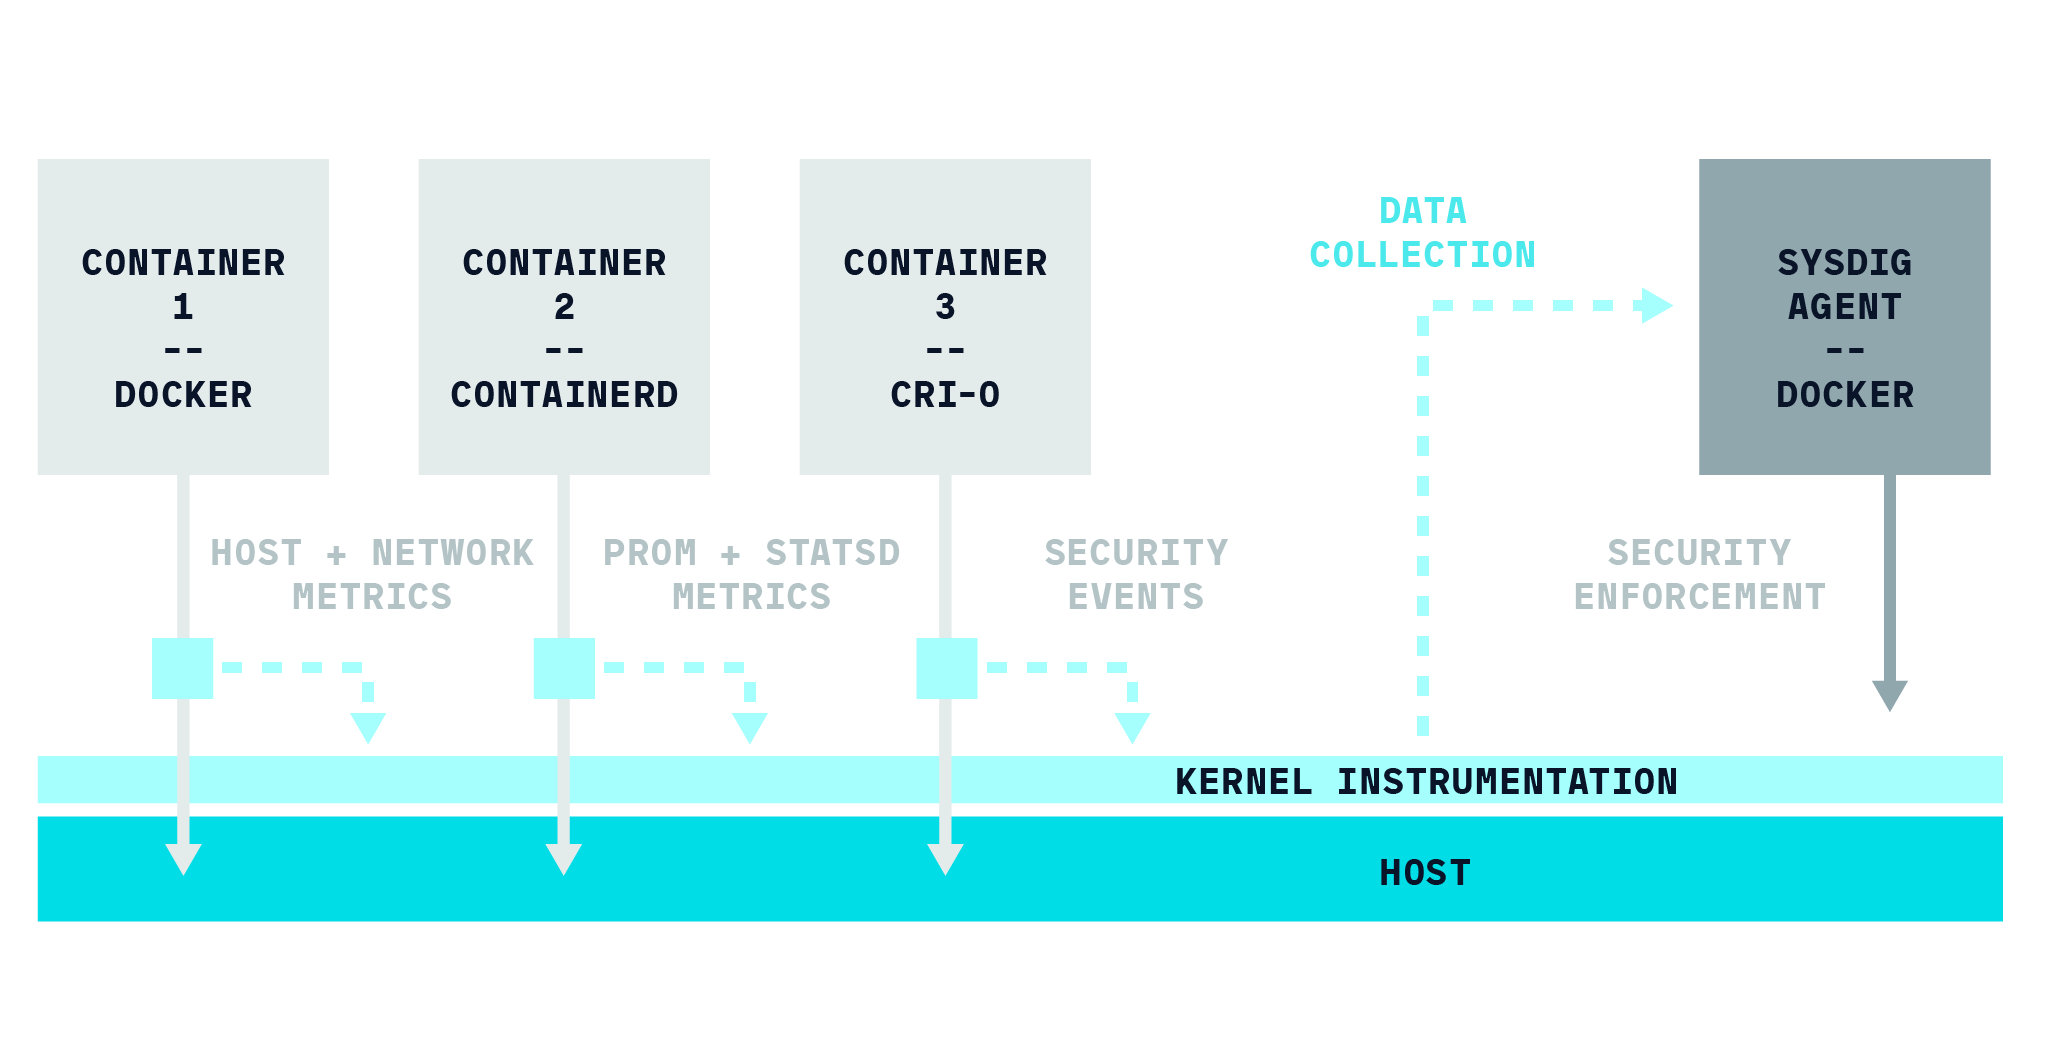 CONTAINER
1
--
DOCKER
CONTAINER
2
--
CONTAINERD
CONTAINER
3
--
CRI-O
DATA
COLLECTION
SYSDIG
AGENT
--
DOCKER
HOST + NETWORK
METRICS
PROM + STATSD
METRICS
SECURITY
EVENTS
SECURITY
ENFORCEMENT
KERNEL INSTRUMENTATION
HOST